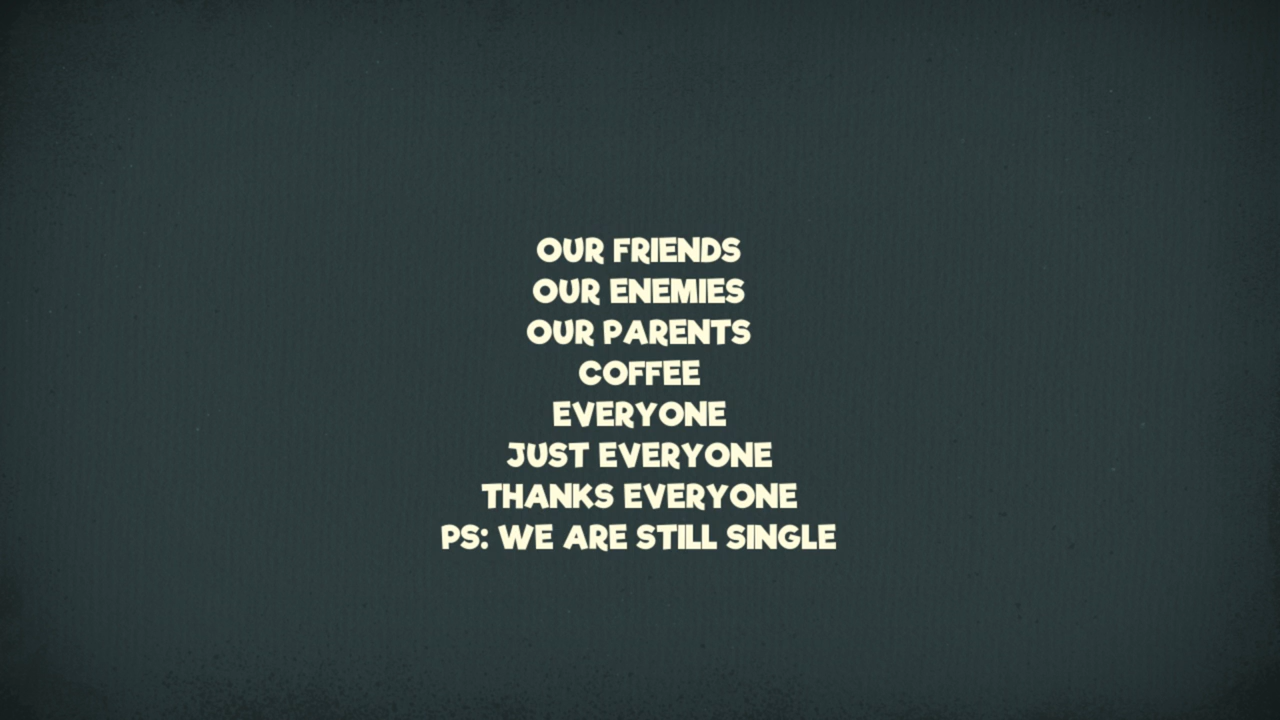 OUR FRIENDS
OUR ENEMIES
OUR PARENTS
COFFEE
EVERYONE
JUST EVERYONE
THANKS EVERYONE
PS: WE ARE STILL SINGLE